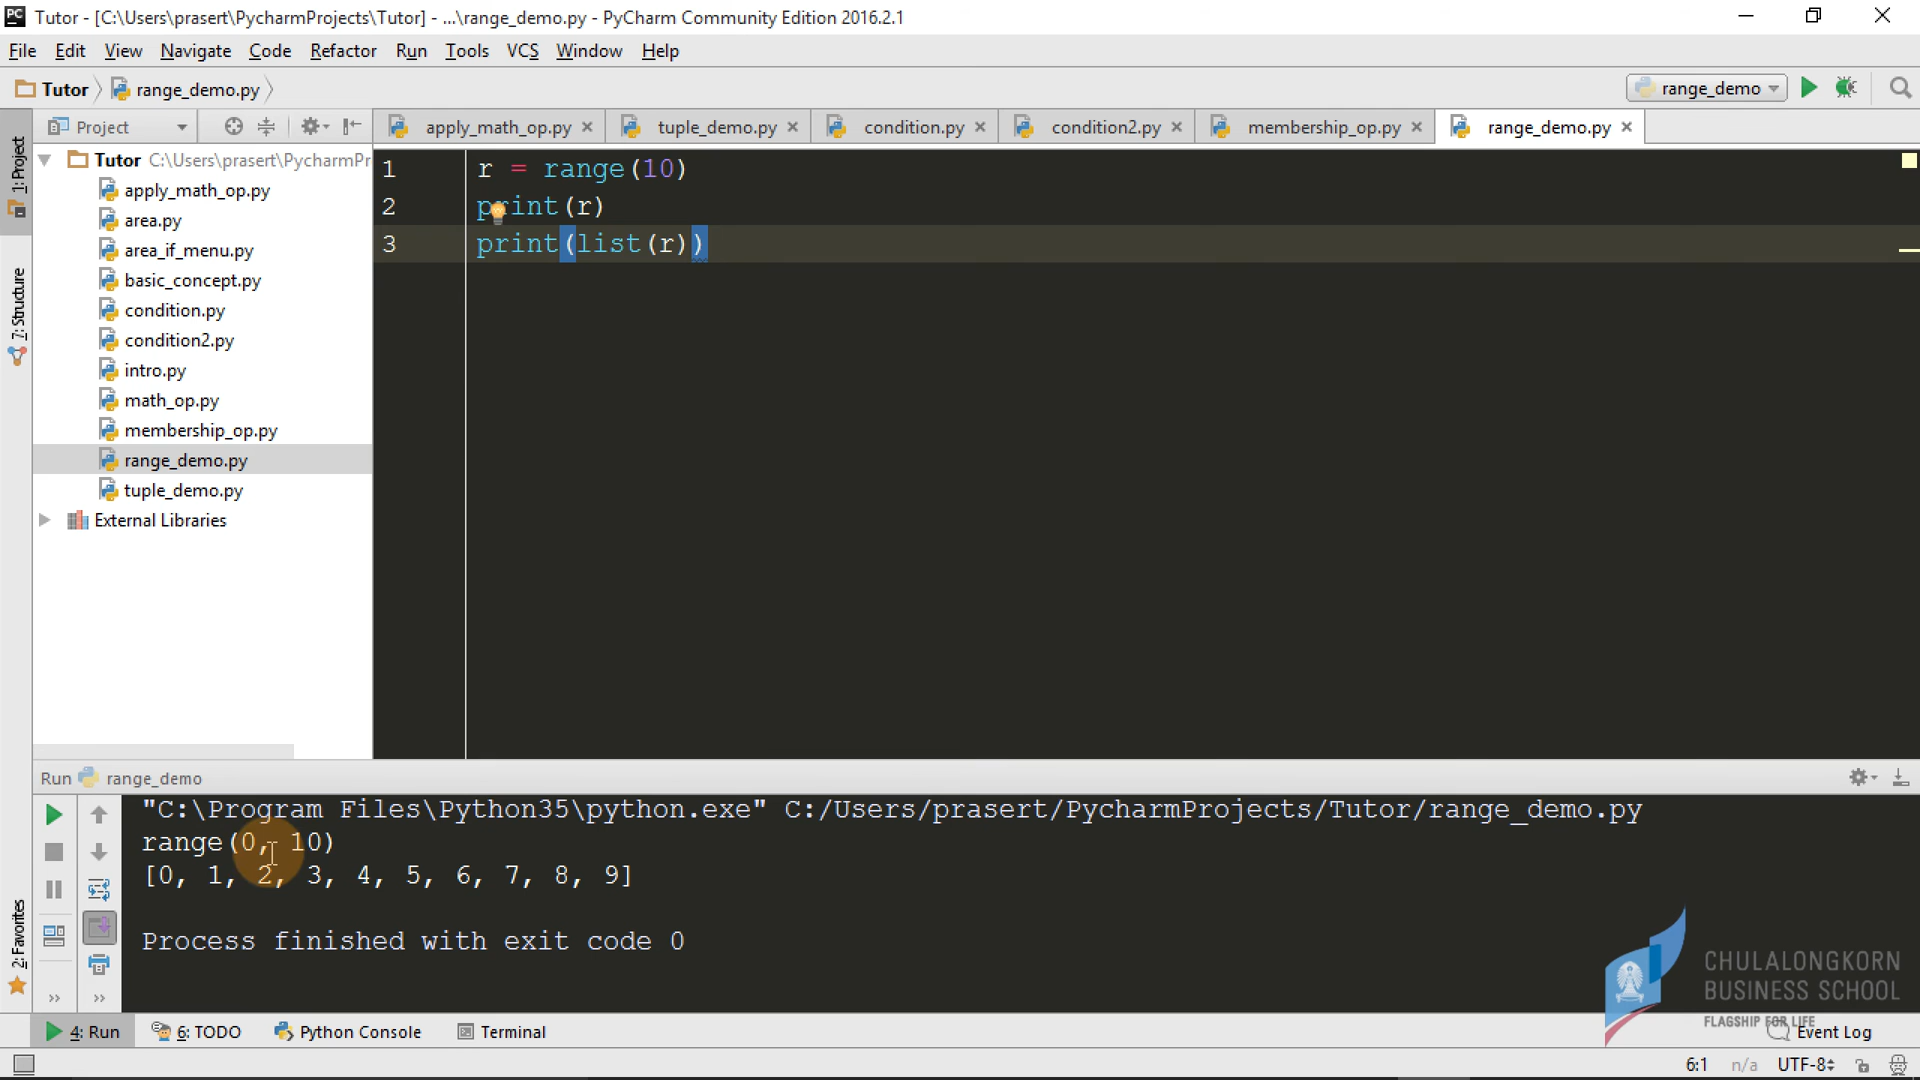 Tutor - [C:\Users\prasert\PycharmProjects\Tutor] - ...\range_demo.py - PyCharm Community Edition 2016.2.1
File Edit View Navigate Code Refactor Run Tools VCS Window Help
Tutor range_demo.py range_demo
Project apply_math_op.py tuple_demo.py condition.py condition2.py membership_op.py range_demo.py
1: Project
7: Structure
2: Favorites
Tutor C:\Users\prasert\PycharmPr
apply_math_op.py
area.py
area_if_menu.py
basic_concept.py
condition.py
condition2.py
intro.py
math_op.py
membership_op.py
range_demo.py
tuple_demo.py
External Libraries
1 r = range(10)
2 print(r)
3 print(list(r))
Run range_demo
"C:\Program Files\Python35\python.exe" C:/Users/prasert/PycharmProjects/Tutor/range_demo.py
range(0, 10)
[0, 1, 2, 3, 4, 5, 6, 7, 8, 9]
Process finished with exit code 0
CHULALONGKORN
BUSINESS SCHOOL
FLAGSHIP FOR LIFE
4: Run 6: TODO Python Console Terminal Event Log
6:1 n/a UTF-8